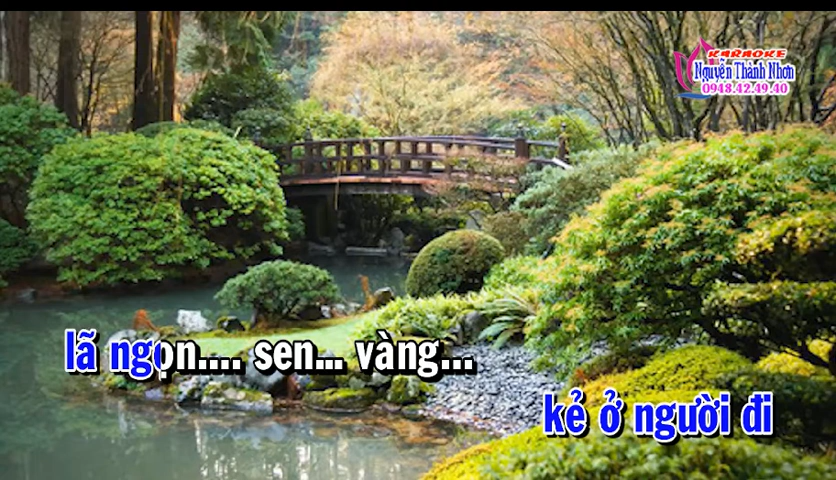 KARAOKE
Nguyễn Thành Nhơn
0948.42.49.40
lã ngọn.... sen... vàng...
kẻ ở người đi